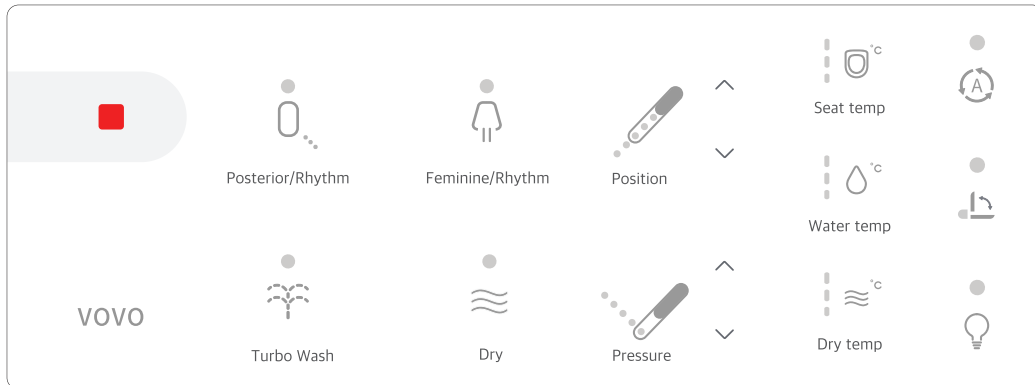 °C
Seat temp
A
Posterior/Rhythm
Feminine/Rhythm
Position
°C
Water temp
VOVO
Turbo Wash
Dry
Pressure
°C
Dry temp